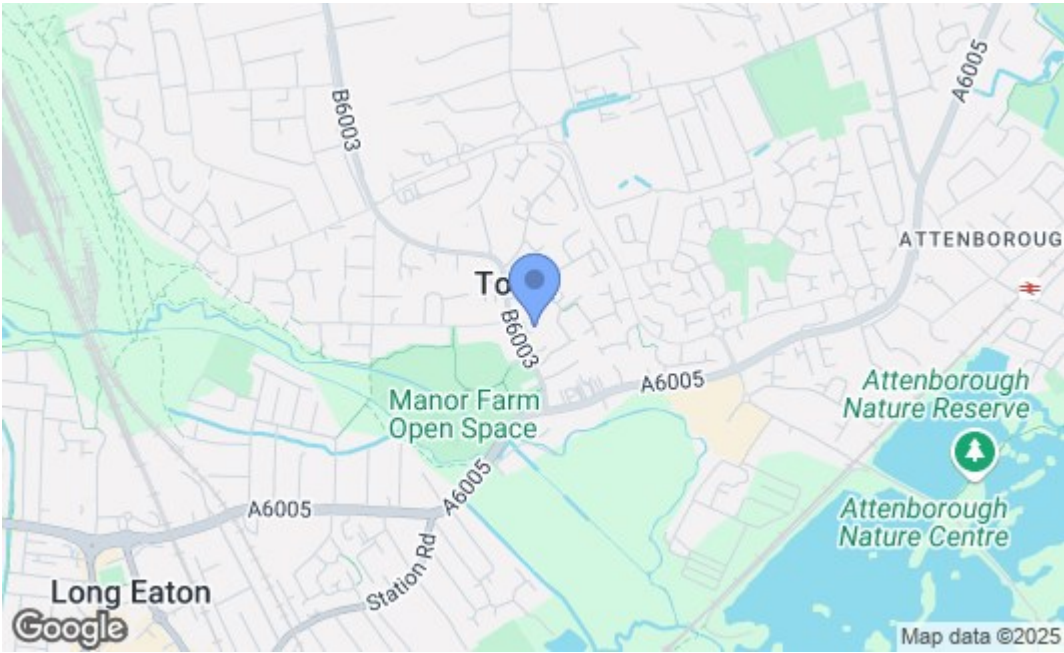 B6003
A6005
ATTENBOROUG
To
B6003
A6005
Manor Farm
Open Space
Attenborough
Nature Reserve
A6005
A6005
Attenborough
Nature Centre
Station Rd
Long Eaton
Google
Map data ©2025